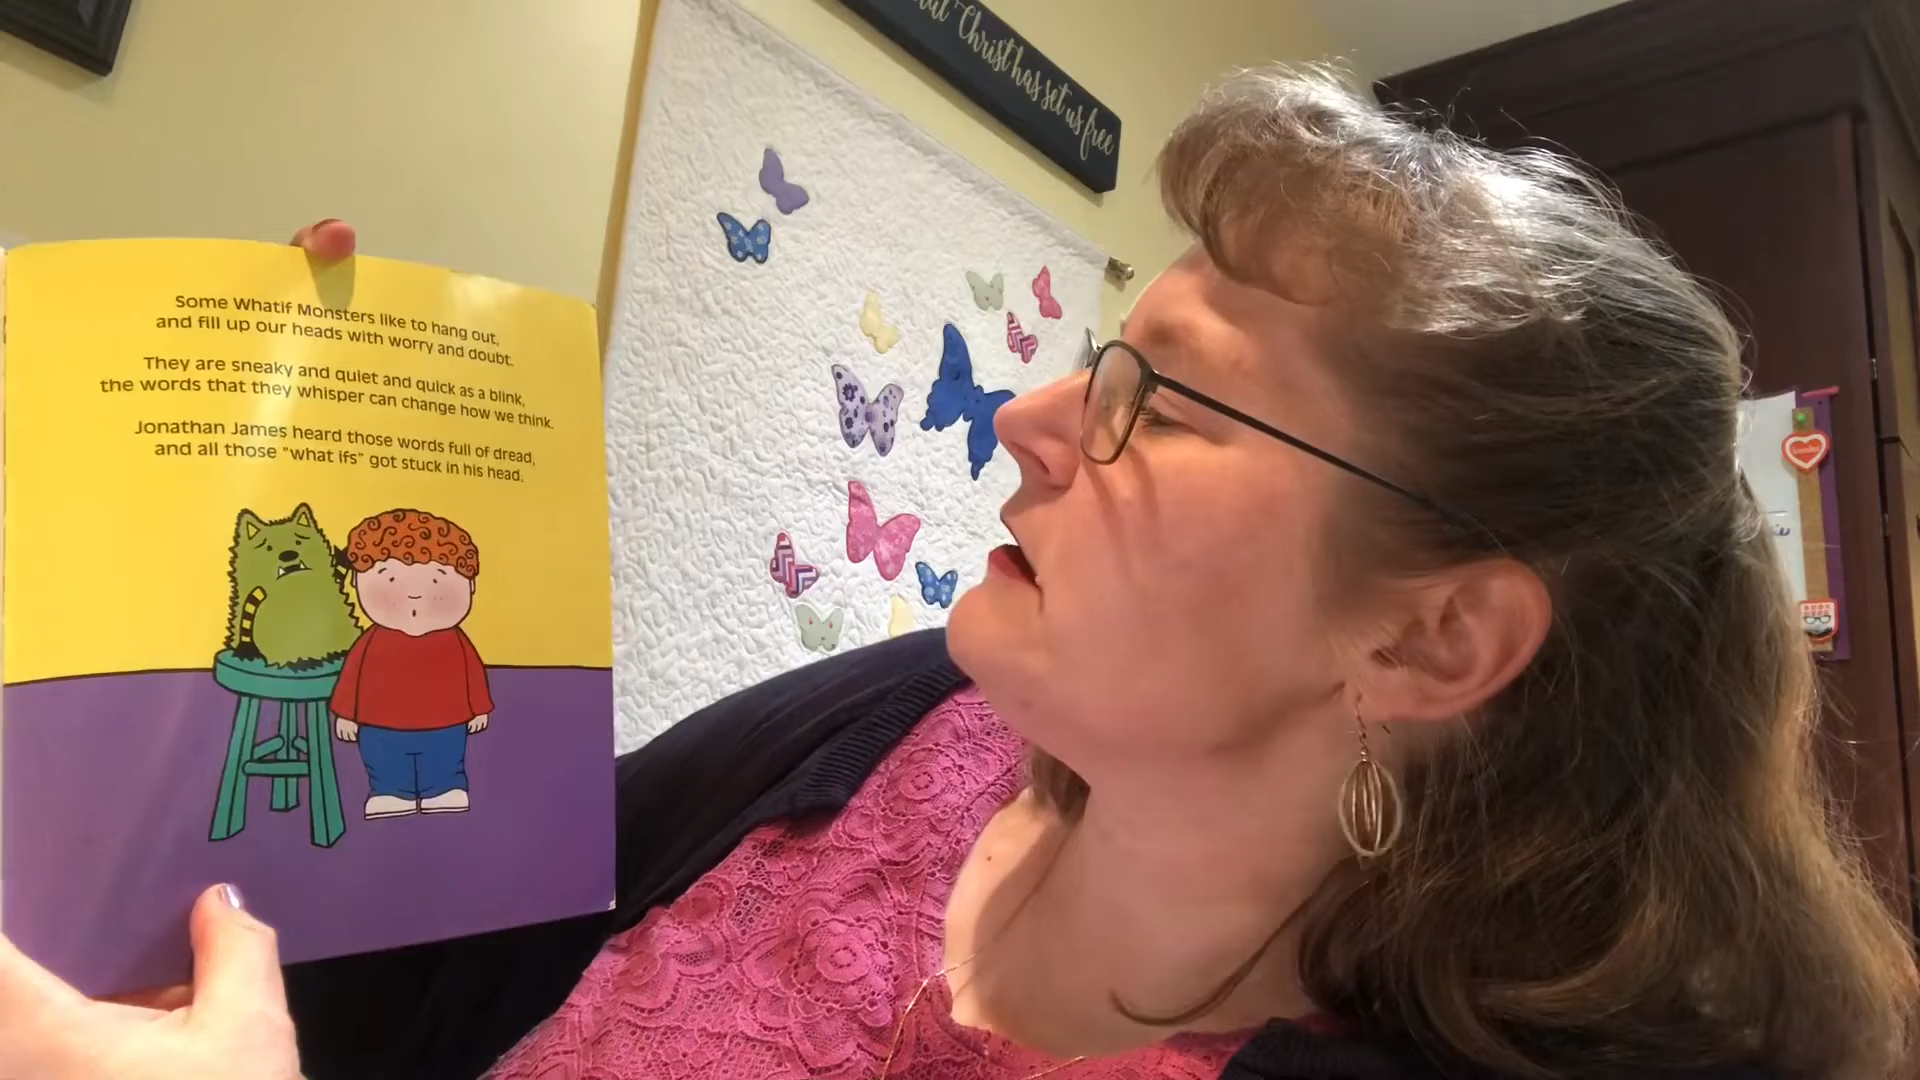 Christ has set us free
Some Whatif Monsters like to hang out,
and fill up our heads with worry and doubt.
They are sneaky and quiet and quick as a blink,
the words that they whisper can change how we think.
Jonathan James heard those words full of dread,
and all those "what ifs" got stuck in his head.